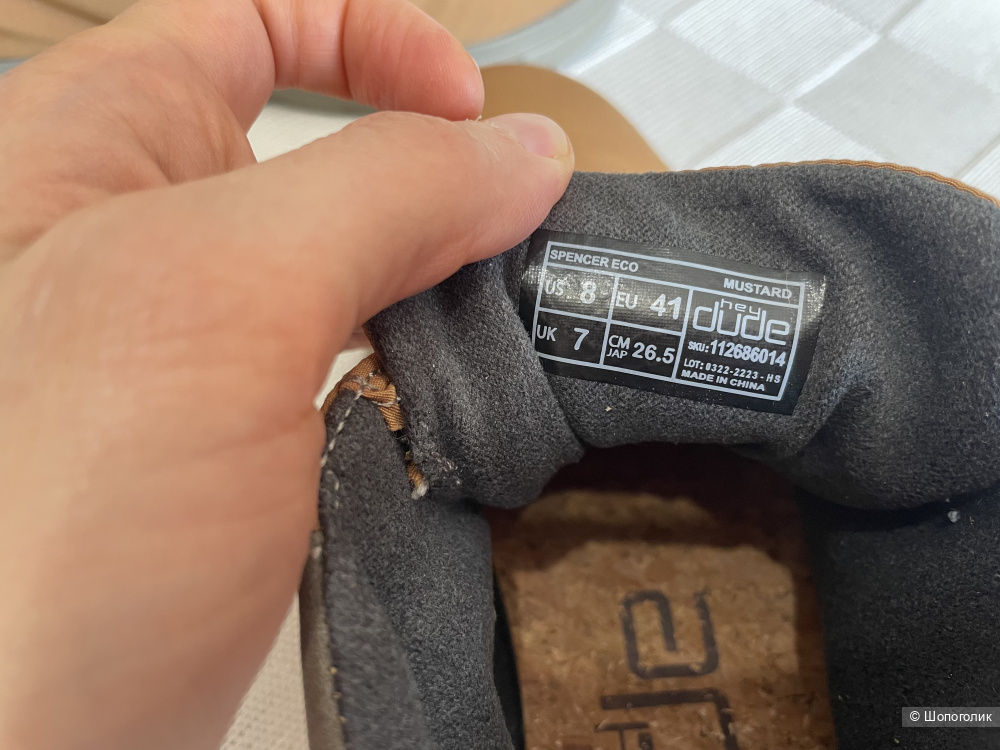 SPENCER ECO
MUSTARD
US 8 EU 41
hey
dude
UK 7 CM JAP 26.5
SKU:112686014
LOT: 0322-2223 - HS
MADE IN CHINA
© Шопоголик